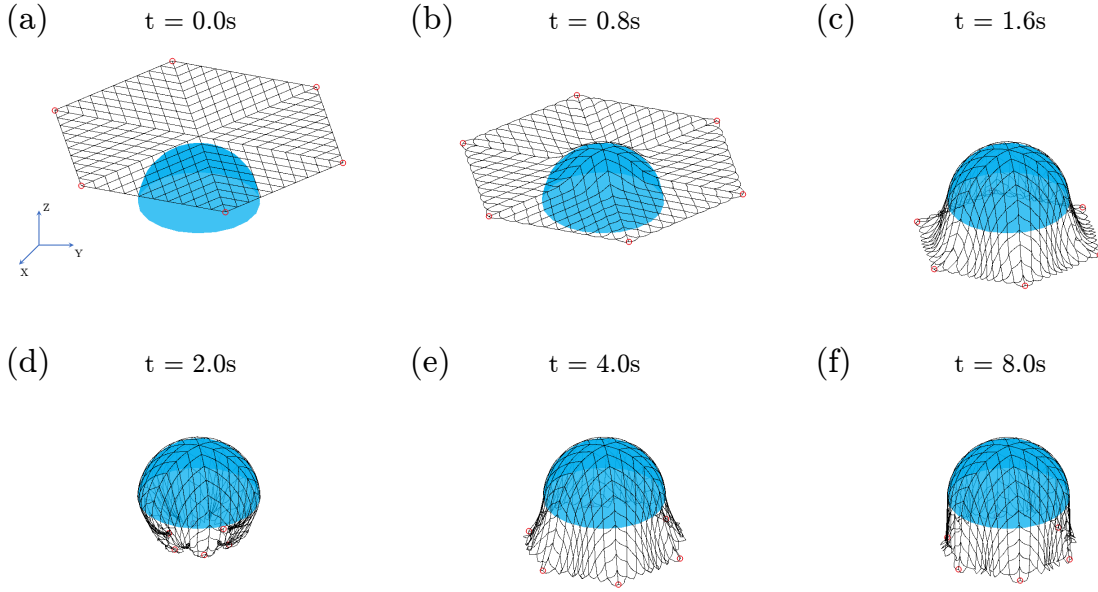 (a) t = 0.0s
(b) t = 0.8s
(c) t = 1.6s
Z
Y
X
(d) t = 2.0s
(e) t = 4.0s
(f) t = 8.0s